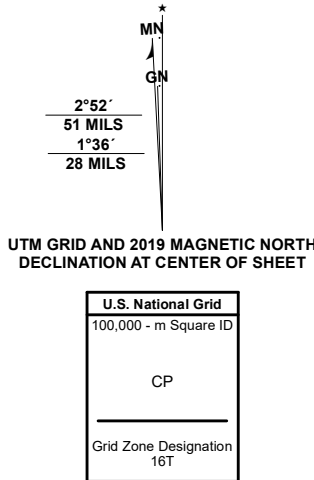 MN
GN
2°52´
51 MILS
1°36´
28 MILS
UTM GRID AND 2019 MAGNETIC NORTH
DECLINATION AT CENTER OF SHEET
U.S. National Grid
100,000 - m Square ID
CP
Grid Zone Designation
16T